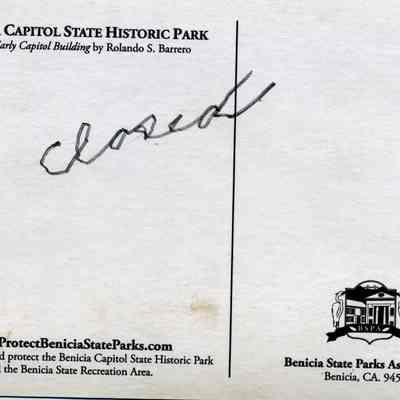 CAPITOL STATE HISTORIC PARK
Early Capitol Building by Rolando S. Barrero
Closed
BSPA
ProtectBeniciaStateParks.com
protect the Benicia Capitol State Historic Park
the Benicia State Recreation Area.
Benicia State Parks
Benicia, CA. 945